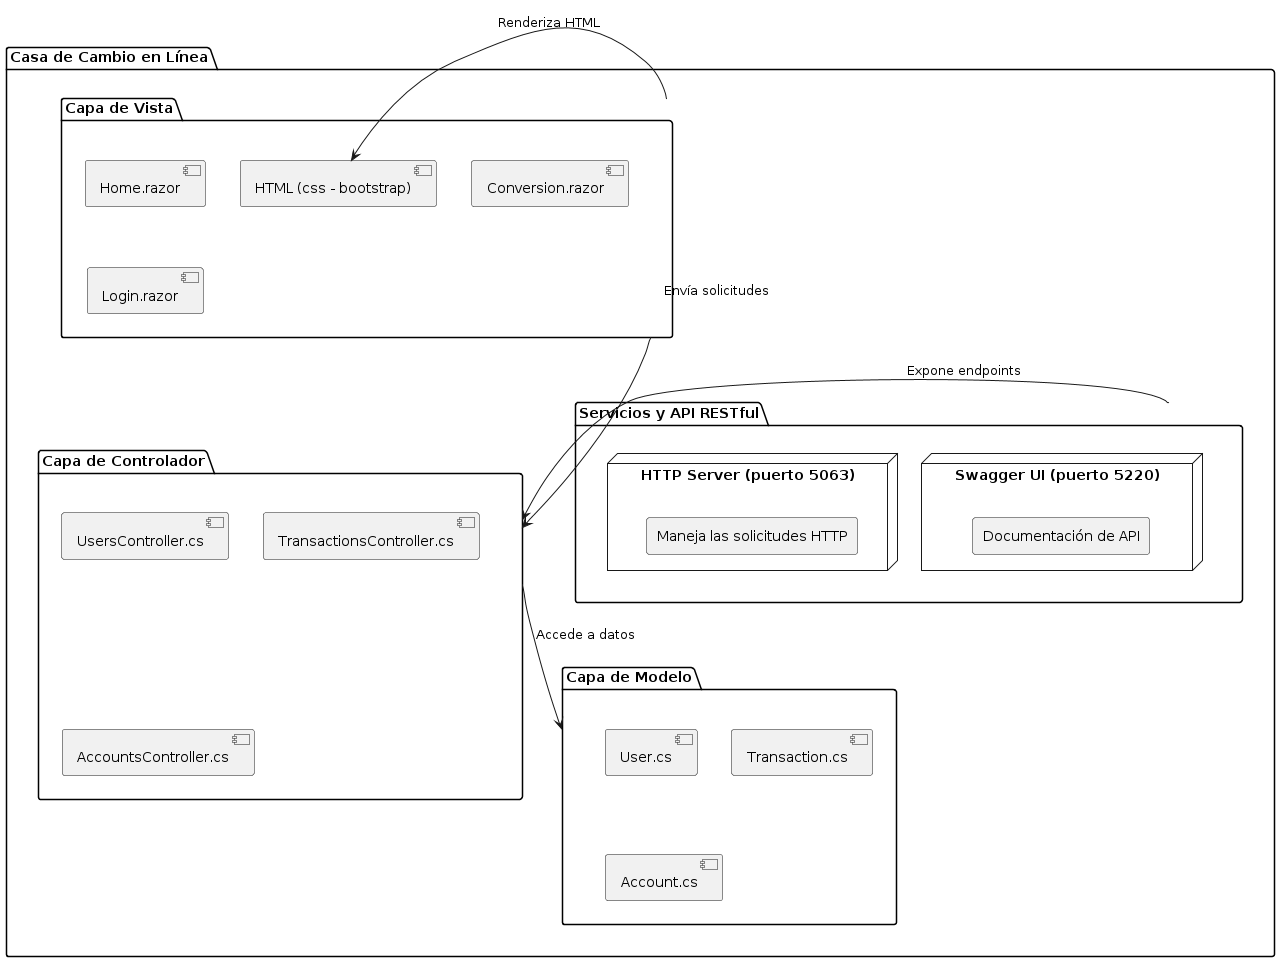 Renderiza HTML
Casa de Cambio en Línea
Capa de Vista
Home.razor
HTML (css - bootstrap)
Conversion.razor
Login.razor
Envía solicitudes
Expone endpoints
Servicios y API RESTful
Capa de Controlador
HTTP Server (puerto 5063)
Swagger UI (puerto 5220)
UsersController.cs
TransactionsController.cs
Maneja las solicitudes HTTP
Documentación de API
Accede a datos
Capa de Modelo
AccountsController.cs
User.cs
Transaction.cs
Account.cs